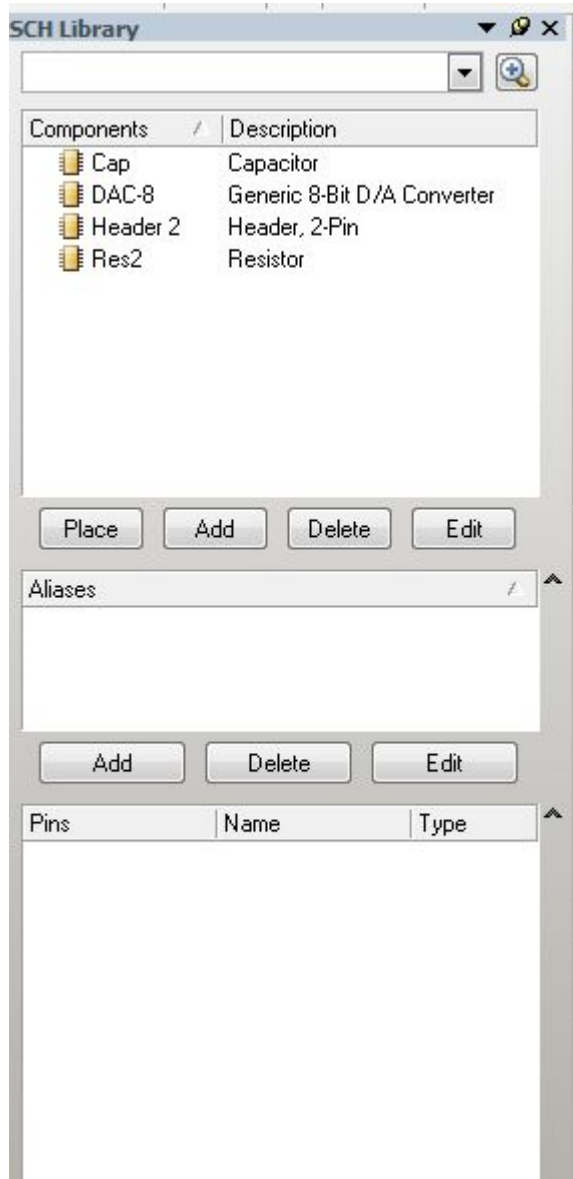 SCH Library
Components Description
Cap Capacitor
DAC-8 Generic 8-Bit D/A Converter
Header 2 Header, 2-Pin
Res2 Resistor
Place Add Delete Edit
Aliases
Add Delete Edit
Pins Name Type